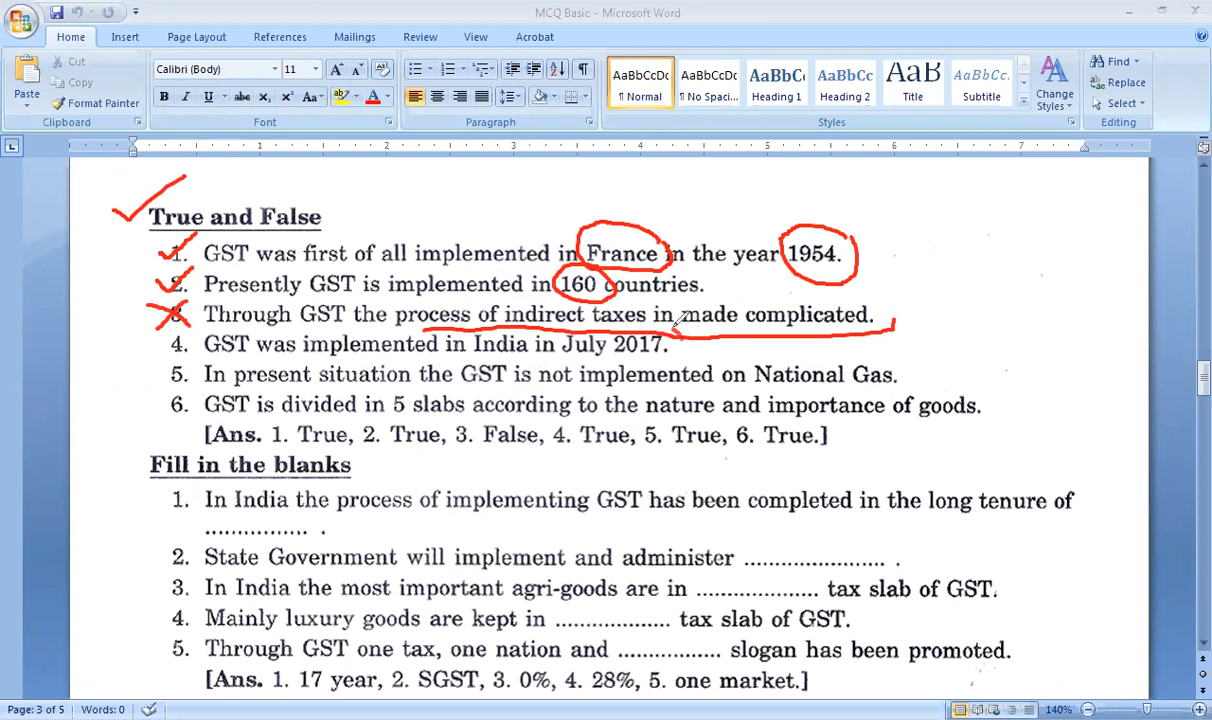 MCQ Basic - Microsoft Word
Home Insert Page Layout References Mailings Review View Acrobat
Paste
Cut
Copy
Format Painter
Clipboard
Calibri (Body) 11
Font
Paragraph
AaBbCcDc AaBbCcDc AaBbC AaBbCc AaB AaBbCcl
¶ Normal ¶ No Spaci... Heading 1 Heading 2 Title Subtitle
Change Styles
Styles
Find
Replace
Select
Editing
1 2 3 4 5 6 7
True and False
1. GST was first of all implemented in France in the year 1954.
2. Presently GST is implemented in 160 countries.
3. Through GST the process of indirect taxes in made complicated.
4. GST was implemented in India in July 2017.
5. In present situation the GST is not implemented on National Gas.
6. GST is divided in 5 slabs according to the nature and importance of goods.
[Ans. 1. True, 2. True, 3. False, 4. True, 5. True, 6. True.]
Fill in the blanks
1. In India the process of implementing GST has been completed in the long tenure of
................ .
2. State Government will implement and administer ...................... .
3. In India the most important agri-goods are in ................... tax slab of GST.
4. Mainly luxury goods are kept in ................... tax slab of GST.
5. Through GST one tax, one nation and ................ slogan has been promoted.
[Ans. 1. 17 year, 2. SGST, 3. 0%, 4. 28%, 5. one market.]
Page: 3 of 5 Words: 0 140%